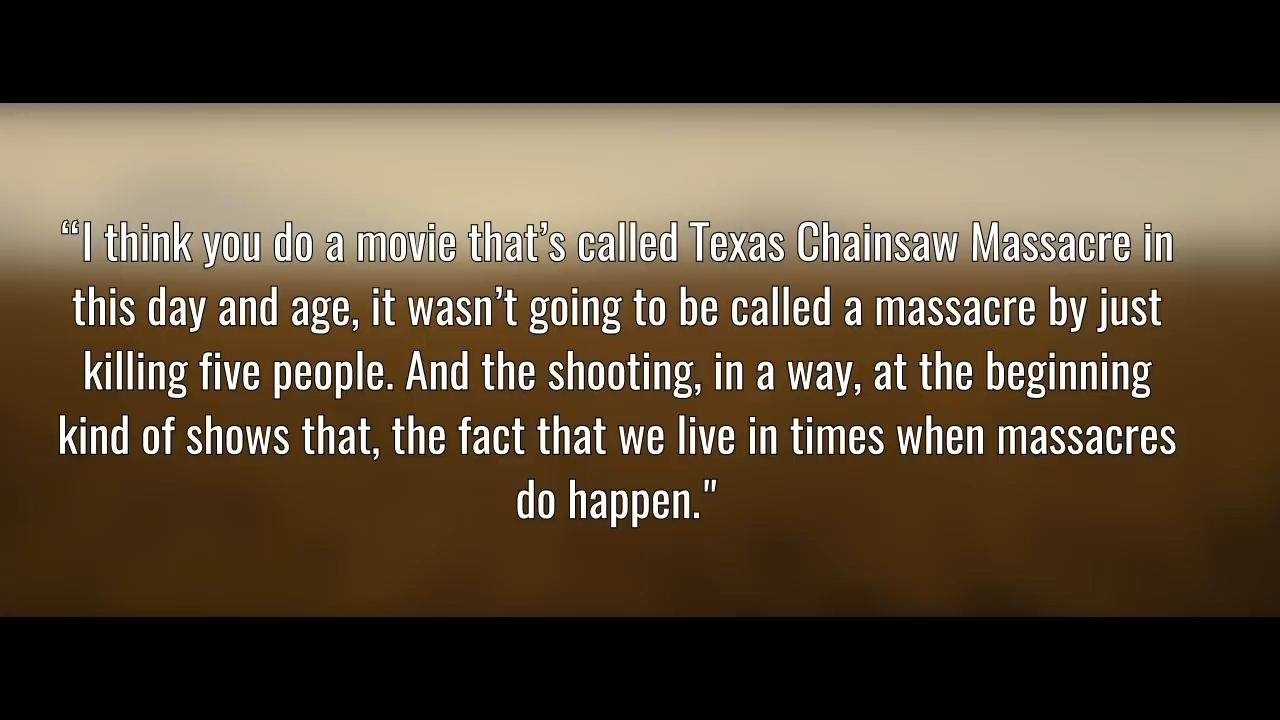 “I think you do a movie that’s called Texas Chainsaw Massacre in
this day and age, it wasn’t going to be called a massacre by just
killing five people. And the shooting, in a way, at the beginning
kind of shows that, the fact that we live in times when massacres
do happen."